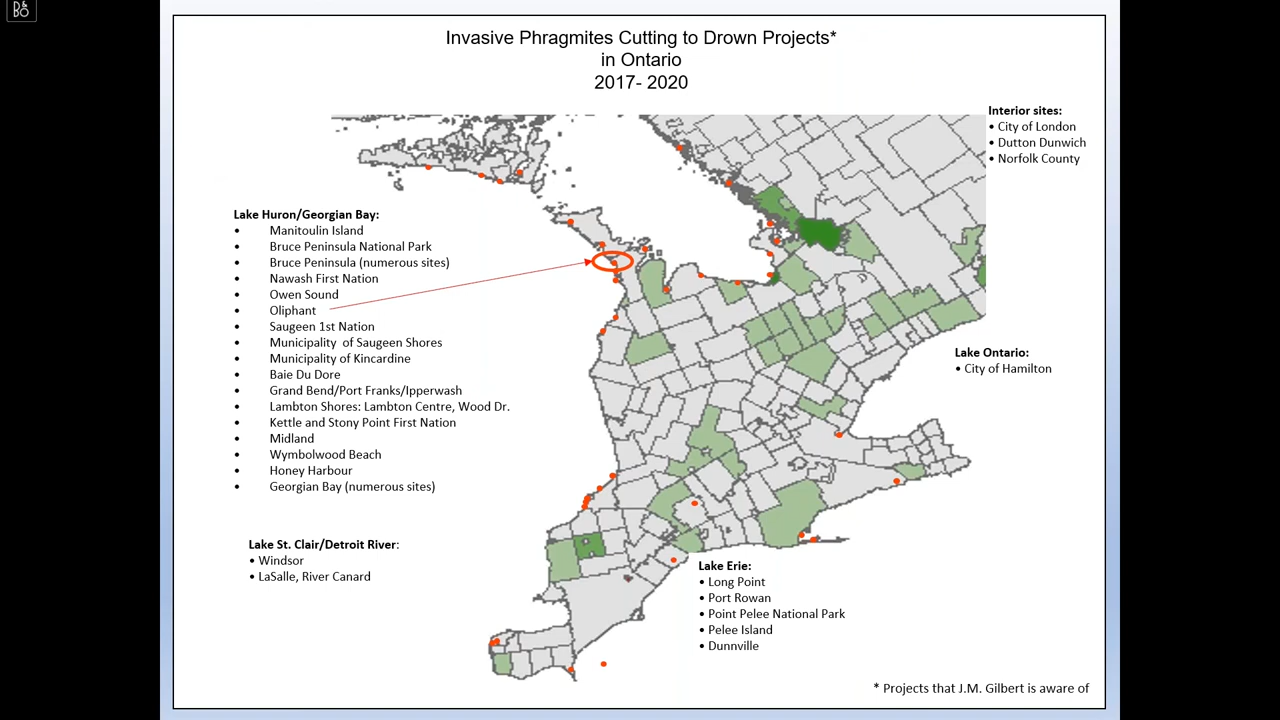 B&
BO
Invasive Phragmites Cutting to Drown Projects*
in Ontario
2017- 2020
Interior sites:
• City of London
• Dutton Dunwich
• Norfolk County
Lake Huron/Georgian Bay:
• Manitoulin Island
• Bruce Peninsula National Park
• Bruce Peninsula (numerous sites)
• Nawash First Nation
• Owen Sound
• Oliphant
• Saugeen 1st Nation
• Municipality of Saugeen Shores
• Municipality of Kincardine
• Baie Du Dore
• Grand Bend/Port Franks/Ipperwash
• Lambton Shores: Lambton Centre, Wood Dr.
• Kettle and Stony Point First Nation
• Midland
• Wymbolwood Beach
• Honey Harbour
• Georgian Bay (numerous sites)
Lake Ontario:
• City of Hamilton
Lake St. Clair/Detroit River:
• Windsor
• LaSalle, River Canard
Lake Erie:
• Long Point
• Port Rowan
• Point Pelee National Park
• Pelee Island
• Dunnville
* Projects that J.M. Gilbert is aware of